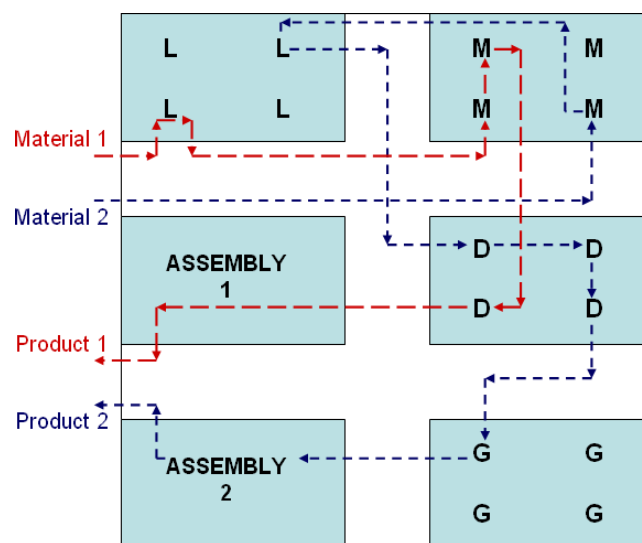 L L M M
L L M M
Material 1
Material 2
ASSEMBLY
1
D D
D D
Product 1
Product 2
ASSEMBLY
2
G G
G G